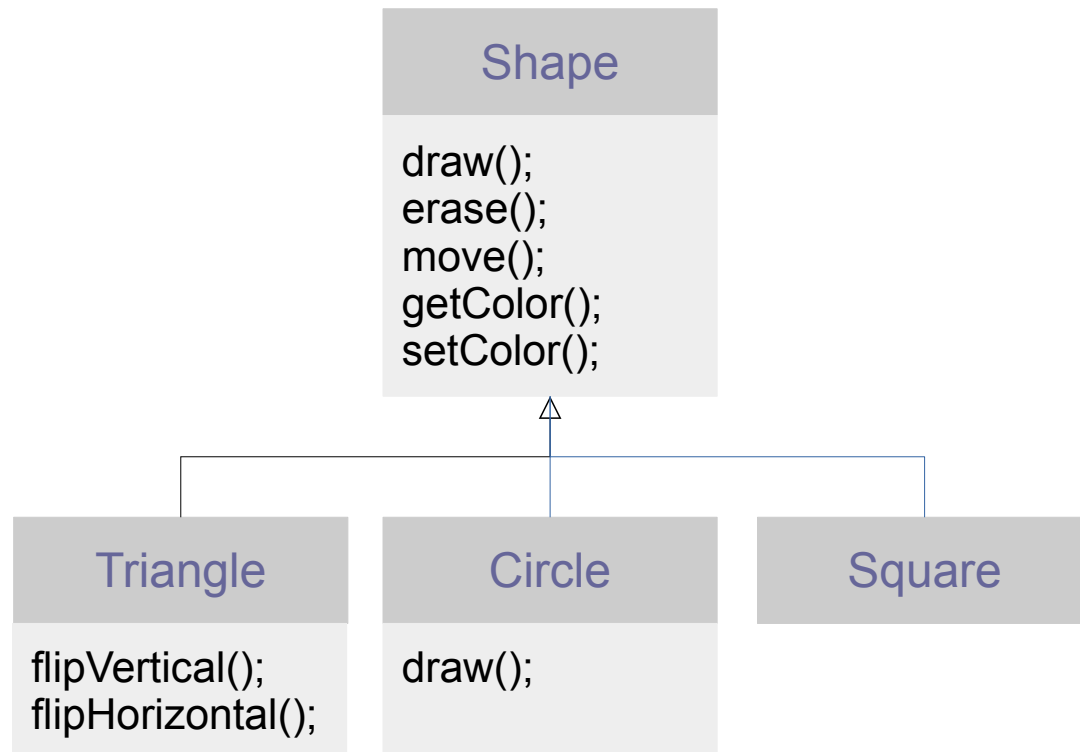 Shape
draw();
erase();
move();
getColor();
setColor();
Triangle
flipVertical();
flipHorizontal();
Circle
draw();
Square